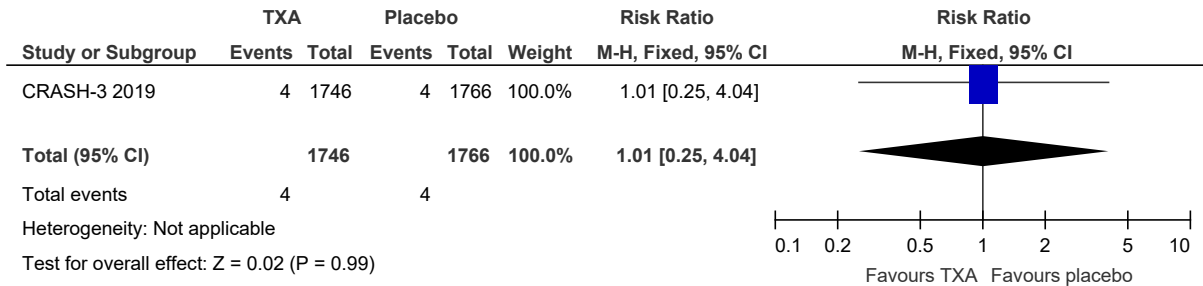 TXA Placebo Risk Ratio Risk Ratio
Study or Subgroup Events Total Events Total Weight M-H, Fixed, 95% CI M-H, Fixed, 95% CI
CRASH-3 2019 4 1746 4 1766 100.0% 1.01 [0.25, 4.04]
Total (95% CI) 1746 1766 100.0% 1.01 [0.25, 4.04]
Total events 4 4
Heterogeneity: Not applicable
Test for overall effect: Z = 0.02 (P = 0.99)
0.1 0.2 0.5 1 2 5 10
Favours TXA Favours placebo